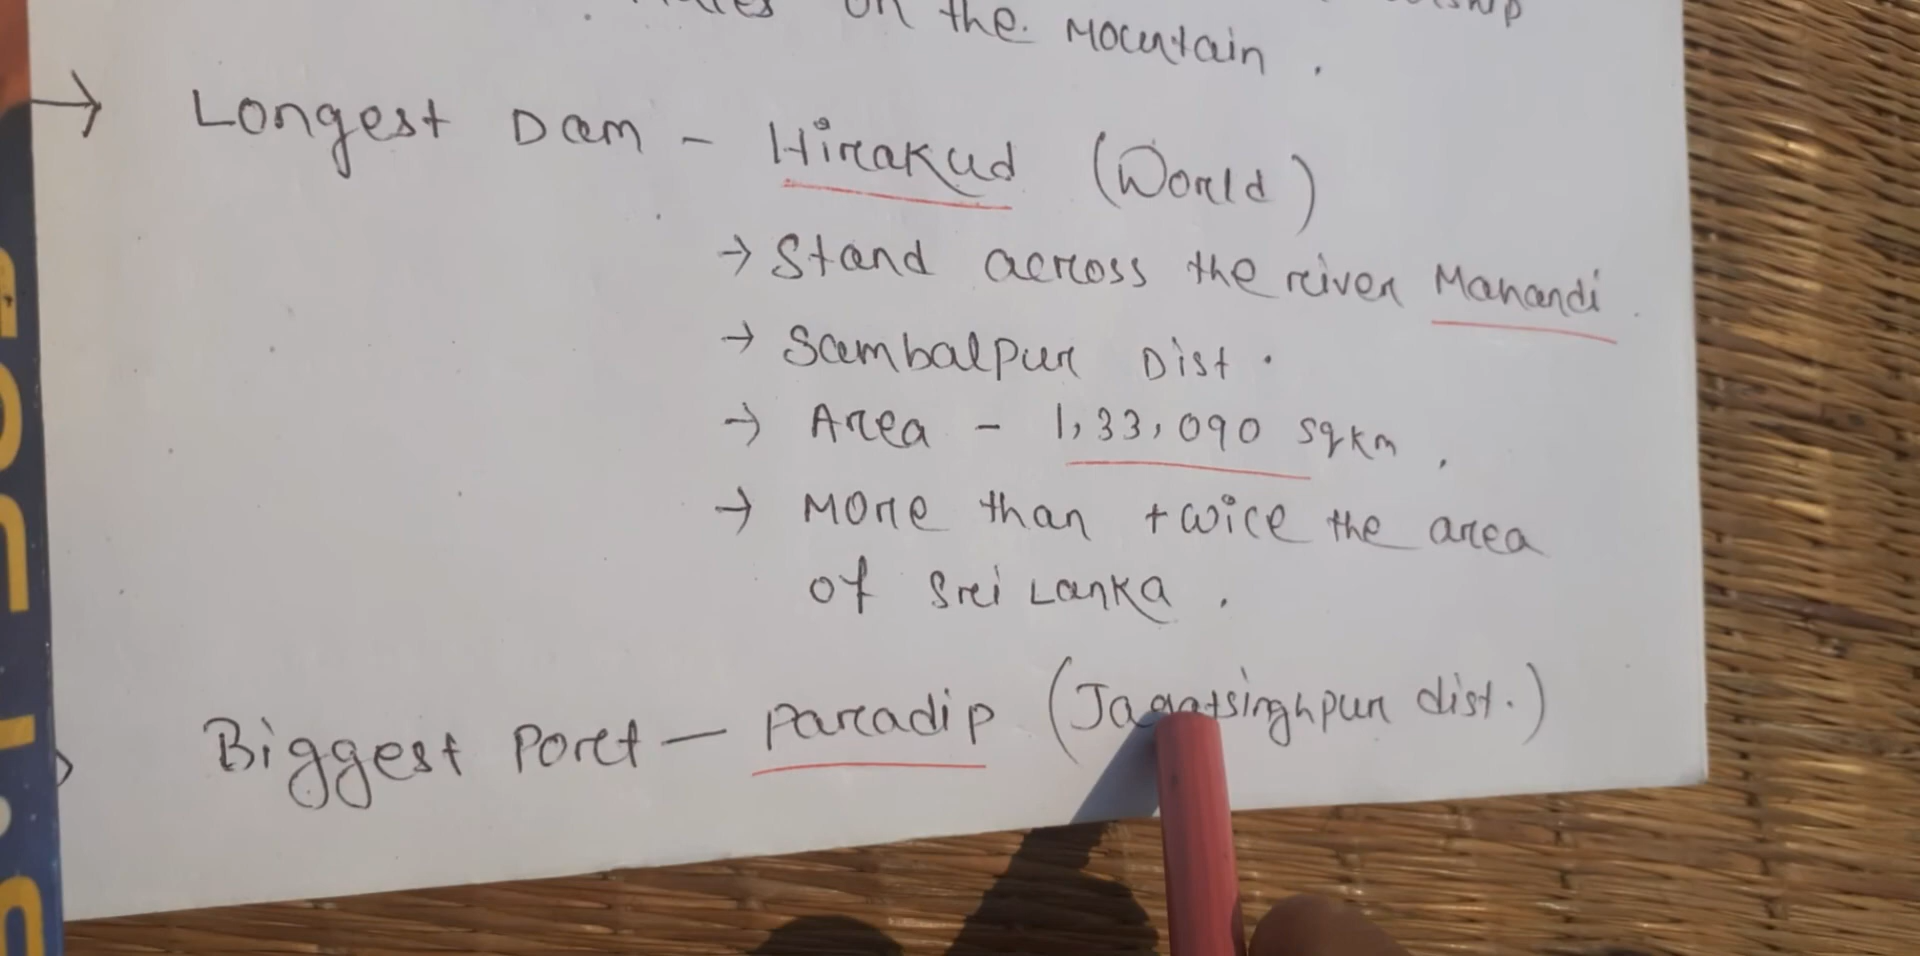 on the. Mountain.
→ Longest Dam - Hirakud (World)
→ Stand across the river Mahandi.
→ Sambalpur Dist.
→ Area - 1,33,090 sqkm.
→ More than twice the area
of Sri Lanka.
Biggest Port - Paradip (Jagatsinghpur dist.)